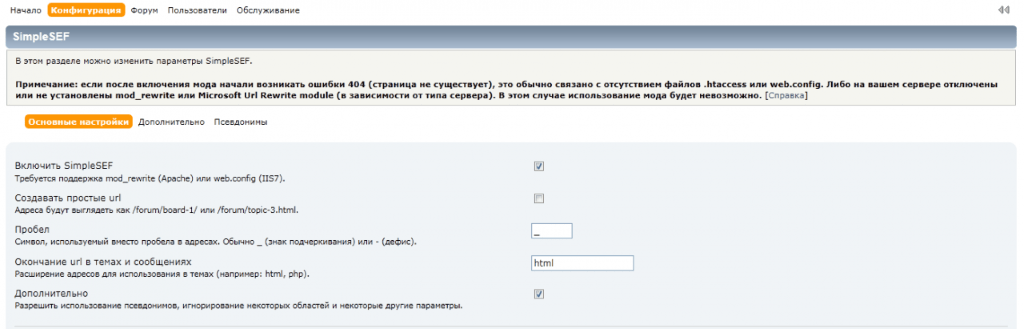 Начало Конфигурация Форум Пользователи Обслуживание
SimpleSEF
В этом разделе можно изменить параметры SimpleSEF.
Примечание: если после включения мода начали возникать ошибки 404 (страница не существует), это обычно связано с отсутствием файлов .htaccess или web.config. Либо на вашем сервере отключены
или не установлены mod_rewrite или Microsoft Url Rewrite module (в зависимости от типа сервера). В этом случае использование мода будет невозможно. [Справка]
Основные настройки Дополнительно Псевдонимы
Включить SimpleSEF
Требуется поддержка mod_rewrite (Apache) или web.config (IIS7).
Создавать простые url
Адреса будут выглядеть как /forum/board-1/ или /forum/topic-3.html.
Пробел _
Символ, используемый вместо пробела в адресах. Обычно _ (знак подчеркивания) или - (дефис).
Окончание url в темах и сообщениях html
Расширение адресов для использования в темах (например: html, php).
Дополнительно
Разрешить использование псевдонимов, игнорирование некоторых областей и некоторые другие параметры.